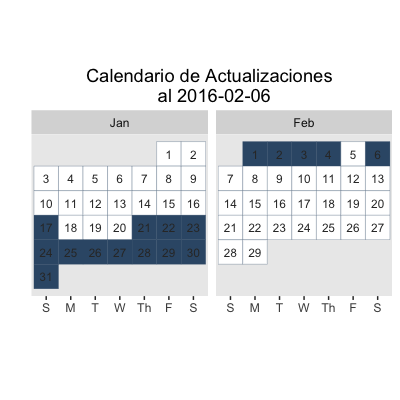 Calendario de Actualizaciones
al 2016-02-06
Jan
Feb
1 2
3 4 5 6 7 8 9
10 11 12 13 14 15 16
17 18 19 20 21 22 23
24 25 26 27 28 29 30
31
S M T W Th F S
1 2 3 4 5 6
7 8 9 10 11 12 13
14 15 16 17 18 19 20
21 22 23 24 25 26 27
28 29
S M T W Th F S